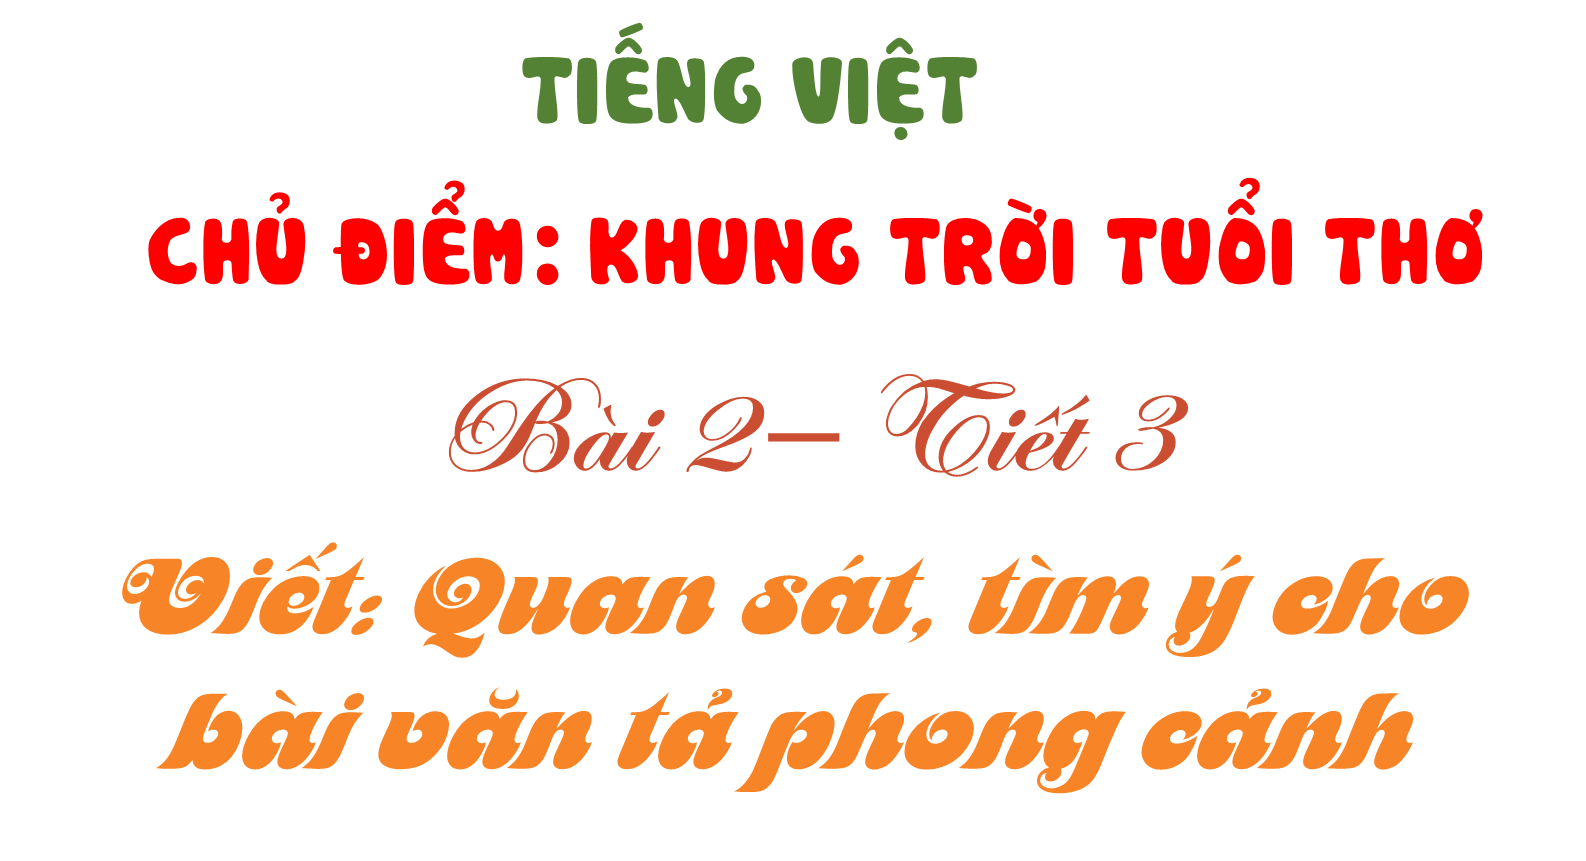 TIẾNG VIỆT
CHỦ ĐIỂM: KHUNG TRỜI TUỔI THƠ
Bài 2– Tiết 3
Viết: Quan sát, tìm ý cho
bài văn tả phong cảnh